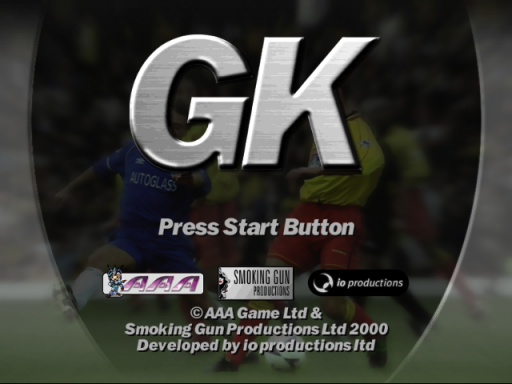 GK
AUTOGLASS
Press Start Button
AAA
SMOKING GUN
PRODUCTIONS
io productions
© AAA Game Ltd &
Smoking Gun Productions Ltd 2000
Developed by io productions ltd